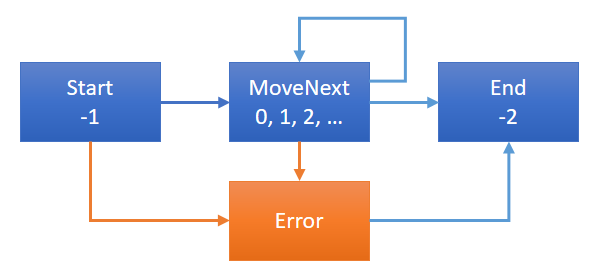 Start
-1
MoveNext
0, 1, 2, ...
End
-2
Error